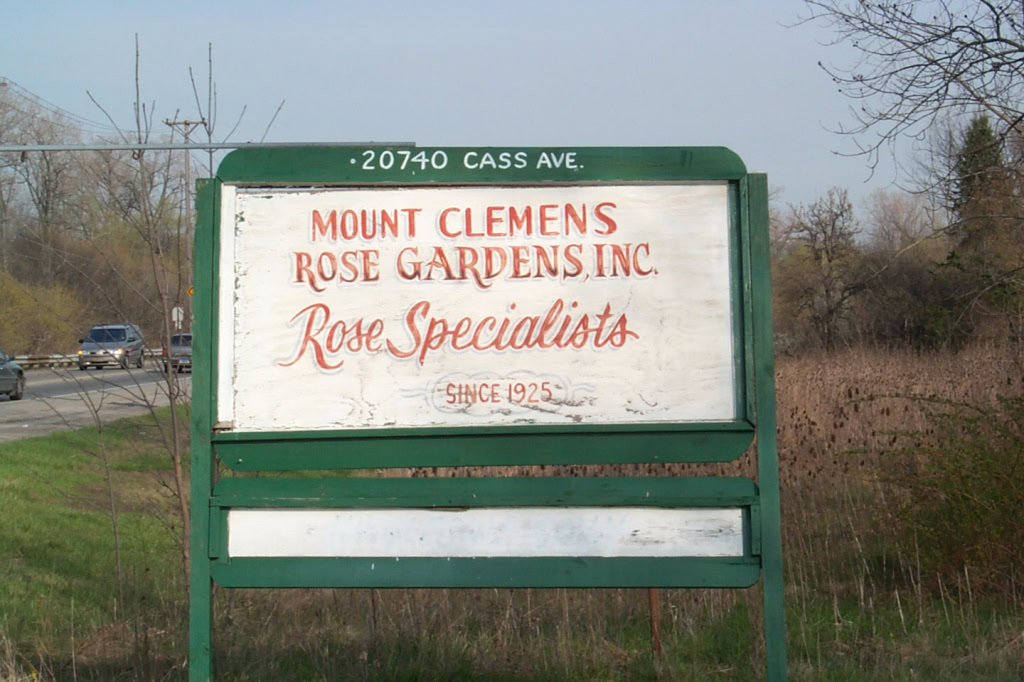 ·20740 CASS AVE.
MOUNT CLEMENS
ROSE GARDENS, INC.
Rose Specialists
SINCE 1925